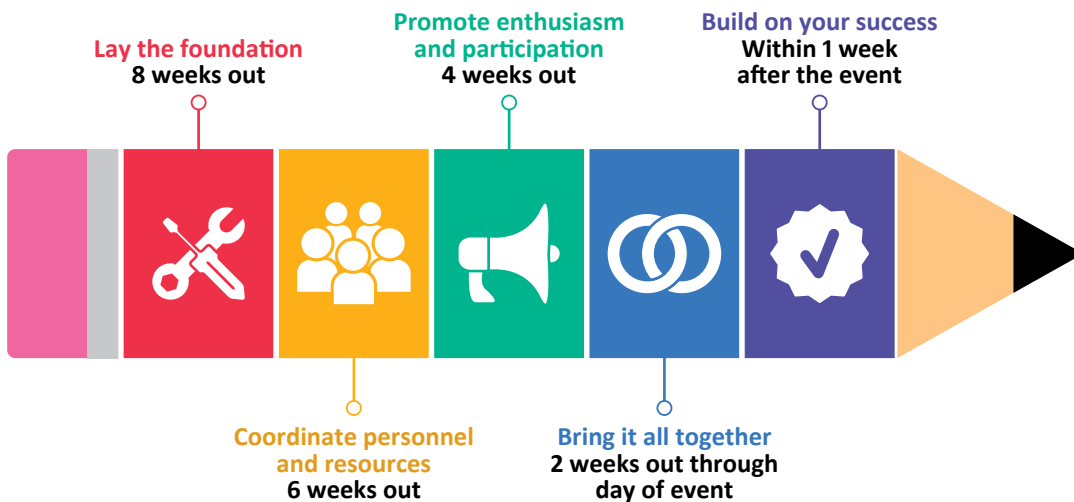 Lay the foundation
8 weeks out
Coordinate personnel
and resources
6 weeks out
Promote enthusiasm
and participation
4 weeks out
Bring it all together
2 weeks out through
day of event
Build on your success
Within 1 week
after the event